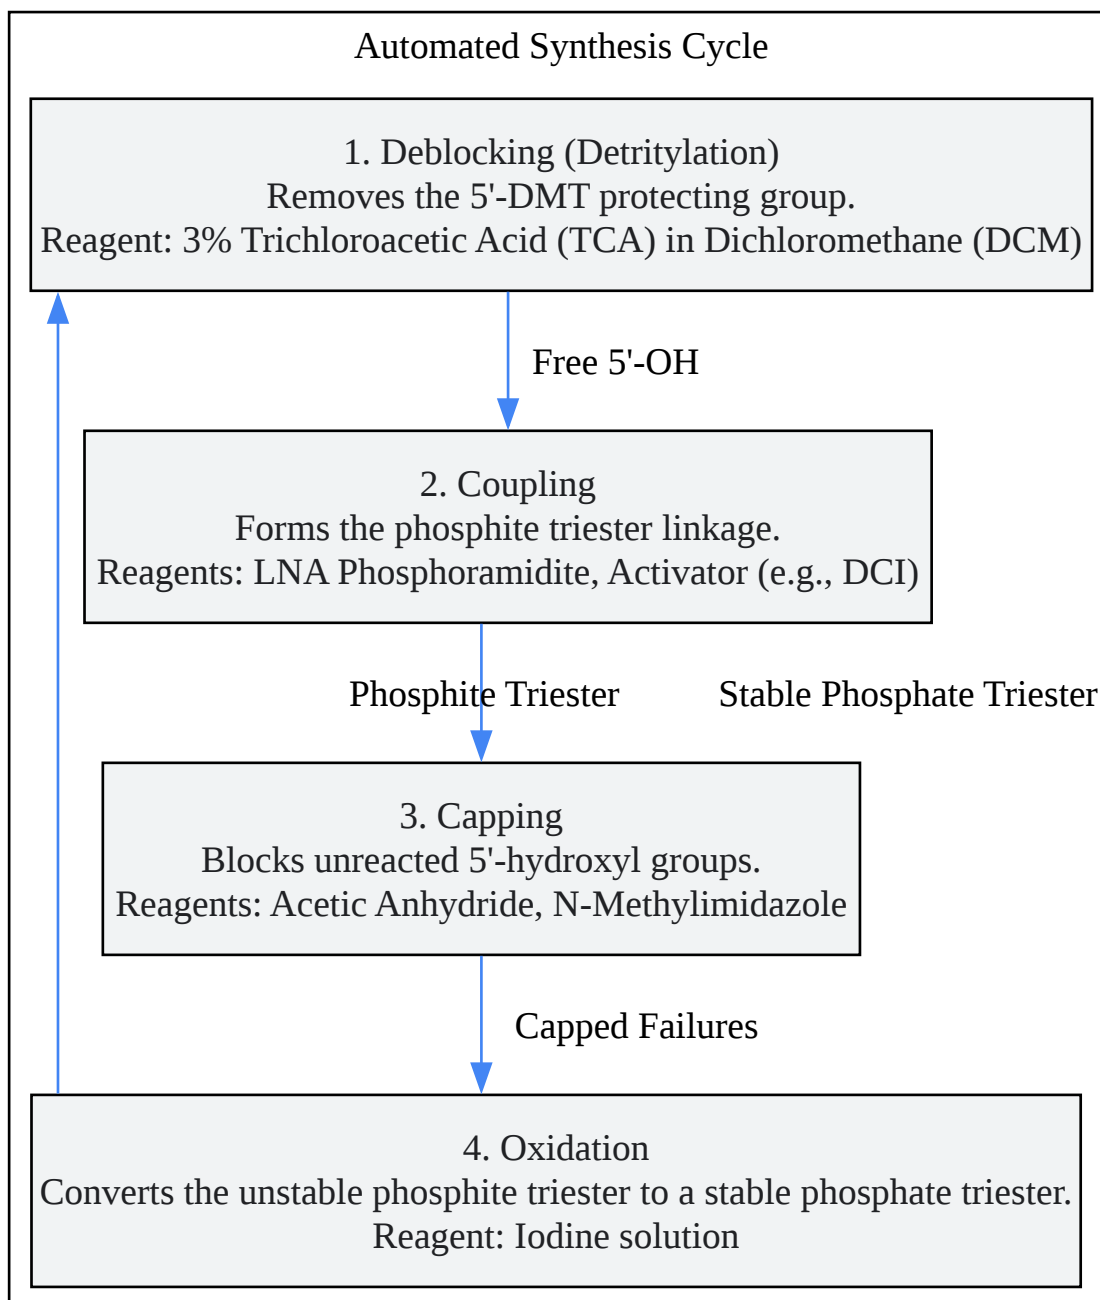 Automated Synthesis Cycle
1. Deblocking (Detritylation)
Removes the 5'-DMT protecting group.
Reagent: 3% Trichloroacetic Acid (TCA) in Dichloromethane (DCM)
Free 5'-OH
2. Coupling
Forms the phosphite triester linkage.
Reagents: LNA Phosphoramidite, Activator (e.g., DCI)
Phosphite Triester
Stable Phosphate Triester
3. Capping
Blocks unreacted 5'-hydroxyl groups.
Reagents: Acetic Anhydride, N-Methylimidazole
Capped Failures
4. Oxidation
Converts the unstable phosphite triester to a stable phosphate triester.
Reagent: Iodine solution